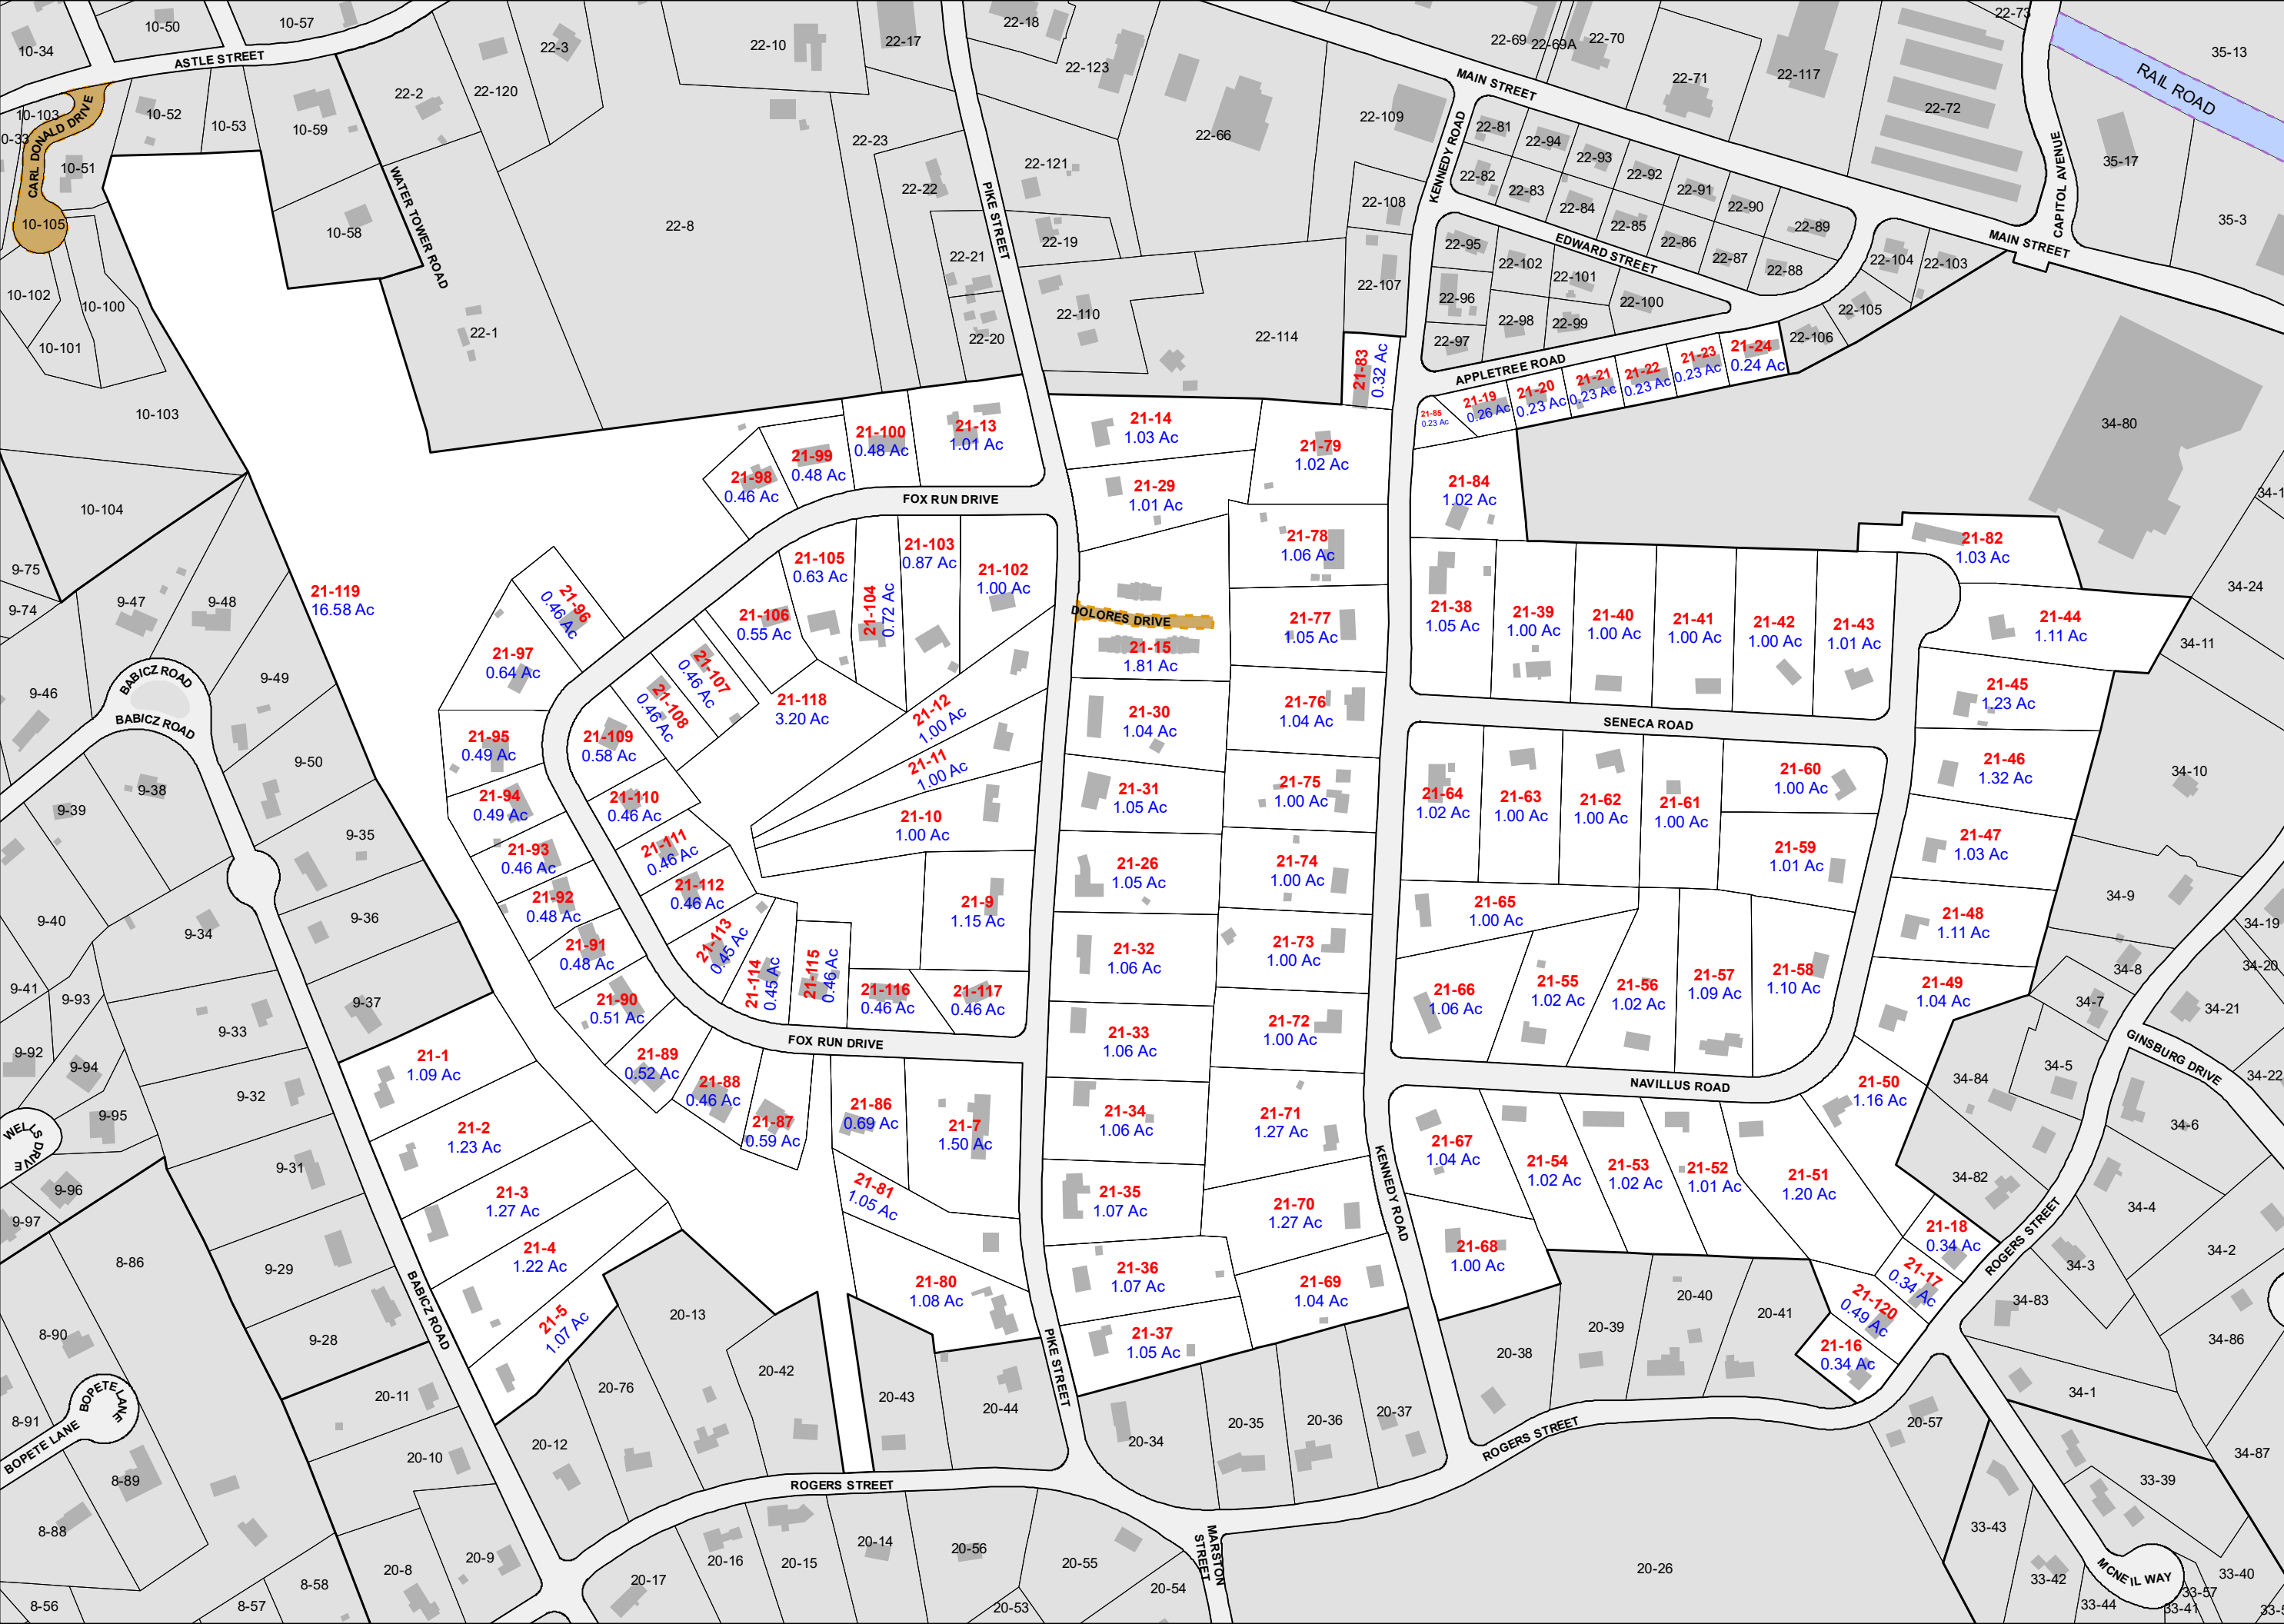 10-34
10-50
10-57
ASTLE STREET
22-3
22-10
22-17
22-18
22-123
22-69
22-69A
22-70
22-71
22-117
22-73
35-13
RAIL ROAD
MAIN STREET
22-2
22-120
10-103
CARL DONALD DRIVE
10-52
10-53
10-59
10-51
10-105
10-58
WATER TOWER ROAD
22-8
22-23
22-22
22-121
22-66
22-109
KENNEDY ROAD
22-81
22-94
22-93
22-92
22-91
22-90
22-89
22-72
CAPITOL AVENUE
35-17
35-3
22-82
22-83
22-84
22-85
22-86
22-87
22-88
22-108
22-107
PIKE STREET
22-19
22-21
22-20
22-110
22-114
22-95
22-96
22-97
22-102
22-101
22-100
22-98
22-99
EDWARD STREET
APPLETREE ROAD
22-104
22-103
22-105
22-106
MAIN STREET
10-102
10-100
10-101
22-1
10-103
10-104
21-83
0.32 Ac
21-85
0.23 Ac
21-19
0.26 Ac
21-20
0.23 Ac
21-21
0.23 Ac
21-22
0.23 Ac
21-23
0.23 Ac
21-24
0.24 Ac
34-80
21-98
0.46 Ac
21-99
0.48 Ac
21-100
0.48 Ac
21-13
1.01 Ac
21-14
1.03 Ac
21-29
1.01 Ac
21-79
1.02 Ac
21-84
1.02 Ac
FOX RUN DRIVE
21-78
1.06 Ac
21-82
1.03 Ac
9-75
9-74
9-47
9-48
21-119
16.58 Ac
21-96
0.46 Ac
21-97
0.64 Ac
21-105
0.63 Ac
21-104
0.72 Ac
21-103
0.87 Ac
21-102
1.00 Ac
21-106
0.55 Ac
21-107
0.46 Ac
21-108
0.46 Ac
21-118
3.20 Ac
DOLORES DRIVE
21-15
1.81 Ac
21-77
1.05 Ac
21-38
1.05 Ac
21-39
1.00 Ac
21-40
1.00 Ac
21-41
1.00 Ac
21-42
1.00 Ac
21-43
1.01 Ac
21-44
1.11 Ac
34-24
34-11
BABICZ ROAD
BABICZ ROAD
9-46
9-49
9-50
21-95
0.49 Ac
21-109
0.58 Ac
21-12
1.00 Ac
21-11
1.00 Ac
21-30
1.04 Ac
21-76
1.04 Ac
SENECA ROAD
21-45
1.23 Ac
21-46
1.32 Ac
34-10
9-39
9-38
9-35
21-94
0.49 Ac
21-110
0.46 Ac
21-10
1.00 Ac
21-31
1.05 Ac
21-75
1.00 Ac
21-64
1.02 Ac
21-63
1.00 Ac
21-62
1.00 Ac
21-61
1.00 Ac
21-60
1.00 Ac
21-59
1.01 Ac
21-47
1.03 Ac
21-93
0.46 Ac
21-111
0.46 Ac
21-92
0.48 Ac
21-112
0.46 Ac
21-26
1.05 Ac
21-74
1.00 Ac
9-40
9-34
9-36
9-37
21-91
0.48 Ac
21-113
0.45 Ac
21-9
1.15 Ac
21-32
1.06 Ac
21-73
1.00 Ac
21-65
1.00 Ac
21-48
1.11 Ac
34-9
34-19
34-8
34-20
9-41
9-93
9-33
21-90
0.51 Ac
21-114
0.45 Ac
21-115
0.46 Ac
21-116
0.46 Ac
21-117
0.46 Ac
21-66
1.06 Ac
21-55
1.02 Ac
21-56
1.02 Ac
21-57
1.09 Ac
21-58
1.10 Ac
21-49
1.04 Ac
34-7
34-21
9-92
9-94
9-32
9-95
21-1
1.09 Ac
FOX RUN DRIVE
21-89
0.52 Ac
21-88
0.46 Ac
21-87
0.59 Ac
21-86
0.69 Ac
21-7
1.50 Ac
21-33
1.06 Ac
21-72
1.00 Ac
NAVILLUS ROAD
21-50
1.16 Ac
34-84
34-5
GINSBURG DRIVE
34-22
WELLS DRIVE
9-96
9-97
9-31
21-2
1.23 Ac
21-34
1.06 Ac
21-71
1.27 Ac
21-67
1.04 Ac
21-54
1.02 Ac
21-53
1.02 Ac
21-52
1.01 Ac
21-51
1.20 Ac
34-82
34-6
34-4
21-3
1.27 Ac
21-81
1.05 Ac
21-35
1.07 Ac
21-70
1.27 Ac
KENNEDY ROAD
21-68
1.00 Ac
21-18
0.34 Ac
ROGERS STREET
34-3
34-2
8-86
9-29
21-4
1.22 Ac
21-80
1.08 Ac
21-36
1.07 Ac
21-69
1.04 Ac
21-17
0.34 Ac
21-120
0.49 Ac
34-83
34-86
8-90
9-28
BABICZ ROAD
21-5
1.07 Ac
20-13
PIKE STREET
21-37
1.05 Ac
20-40
20-41
20-39
20-38
21-16
0.34 Ac
20-11
20-76
20-42
20-43
20-44
34-1
BOPETE LANE
8-91
BOPETE LANE
20-12
20-34
20-35
20-36
20-37
20-57
ROGERS STREET
34-87
20-10
8-89
ROGERS STREET
33-39
8-88
20-9
20-8
20-16
20-15
20-14
20-56
20-55
20-54
20-53
20-17
MARSTON STREET
20-26
33-43
33-42
MCNEIL WAY
33-40
33-57
33-44
33-41
8-58
8-57
8-56